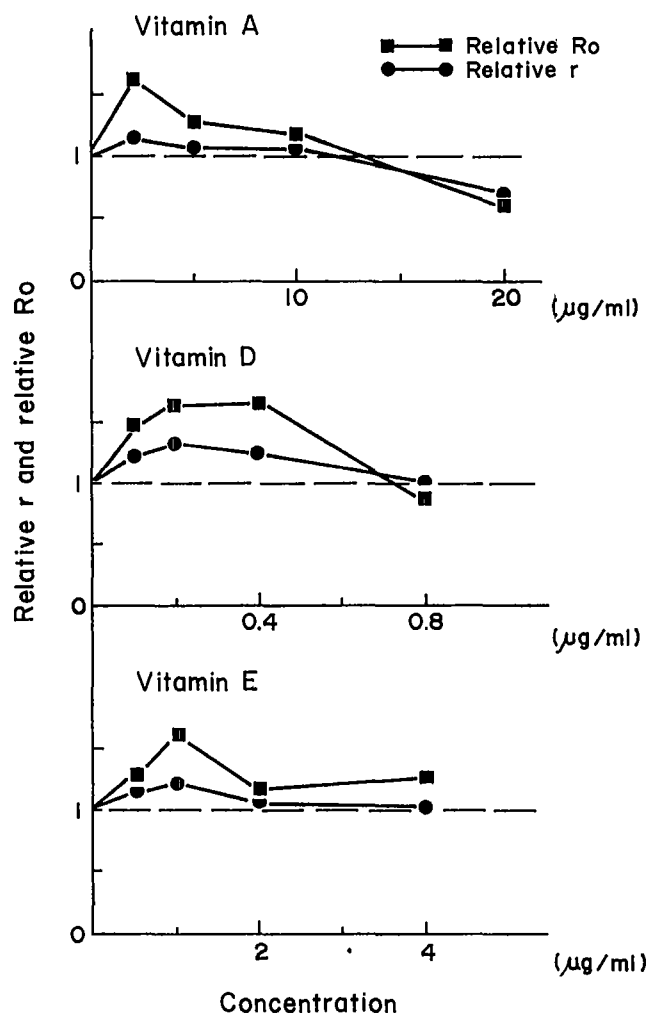 Vitamin A
Relative Ro
Relative r
1
0
10
20
(µg/ml)
Vitamin D
1
0
0.4
0.8
(µg/ml)
Vitamin E
1
0
2
4
(µg/ml)
Relative r and relative Ro
Concentration